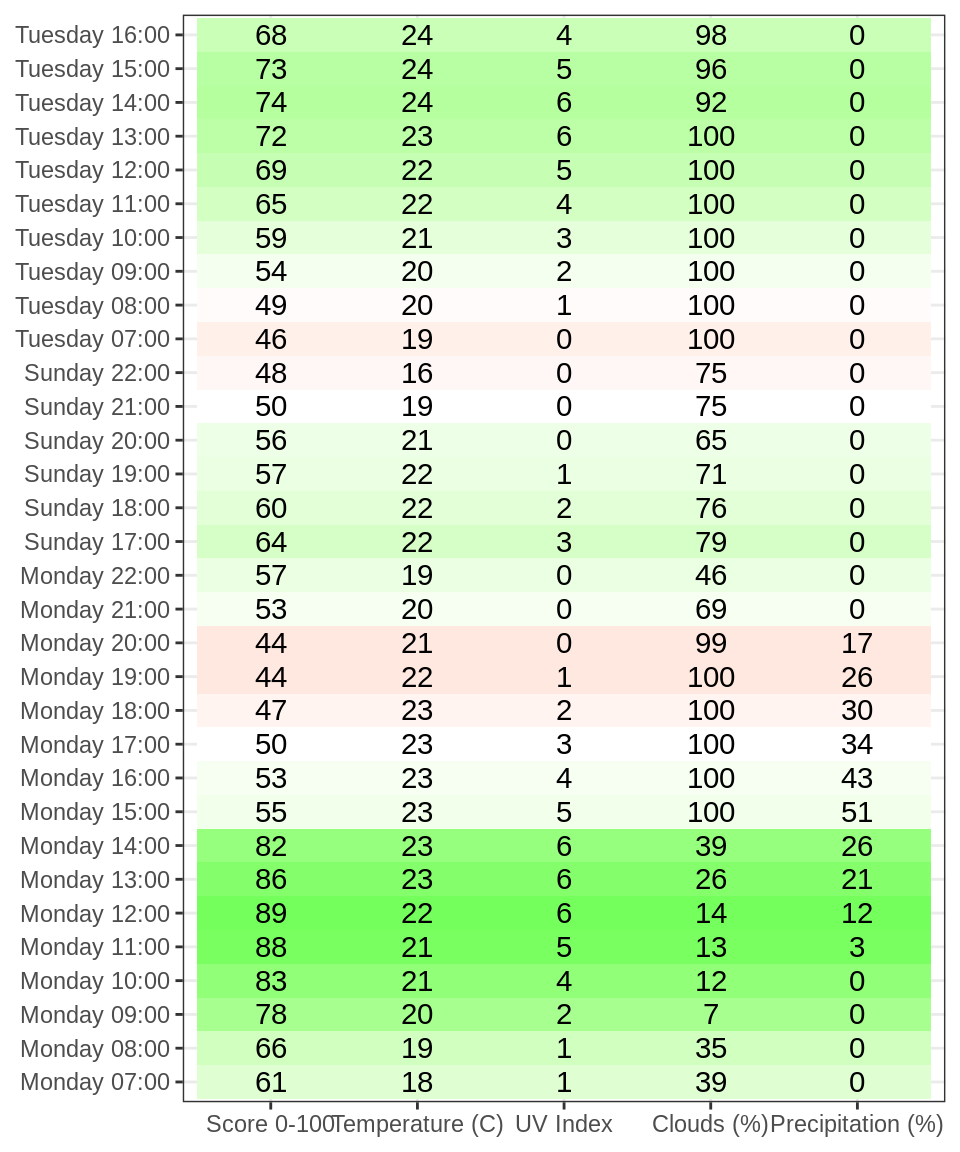 Tuesday 16:00 68 24 4 98 0
Tuesday 15:00 73 24 5 96 0
Tuesday 14:00 74 24 6 92 0
Tuesday 13:00 72 23 6 100 0
Tuesday 12:00 69 22 5 100 0
Tuesday 11:00 65 22 4 100 0
Tuesday 10:00 59 21 3 100 0
Tuesday 09:00 54 20 2 100 0
Tuesday 08:00 49 20 1 100 0
Tuesday 07:00 46 19 0 100 0
Sunday 22:00 48 16 0 75 0
Sunday 21:00 50 19 0 75 0
Sunday 20:00 56 21 0 65 0
Sunday 19:00 57 22 1 71 0
Sunday 18:00 60 22 2 76 0
Sunday 17:00 64 22 3 79 0
Monday 22:00 57 19 0 46 0
Monday 21:00 53 20 0 69 0
Monday 20:00 44 21 0 99 17
Monday 19:00 44 22 1 100 26
Monday 18:00 47 23 2 100 30
Monday 17:00 50 23 3 100 34
Monday 16:00 53 23 4 100 43
Monday 15:00 55 23 5 100 51
Monday 14:00 82 23 6 39 26
Monday 13:00 86 23 6 26 21
Monday 12:00 89 22 6 14 12
Monday 11:00 88 21 5 13 3
Monday 10:00 83 21 4 12 0
Monday 09:00 78 20 2 7 0
Monday 08:00 66 19 1 35 0
Monday 07:00 61 18 1 39 0
Score 0-100 Temperature (C) UV Index Clouds (%) Precipitation (%)